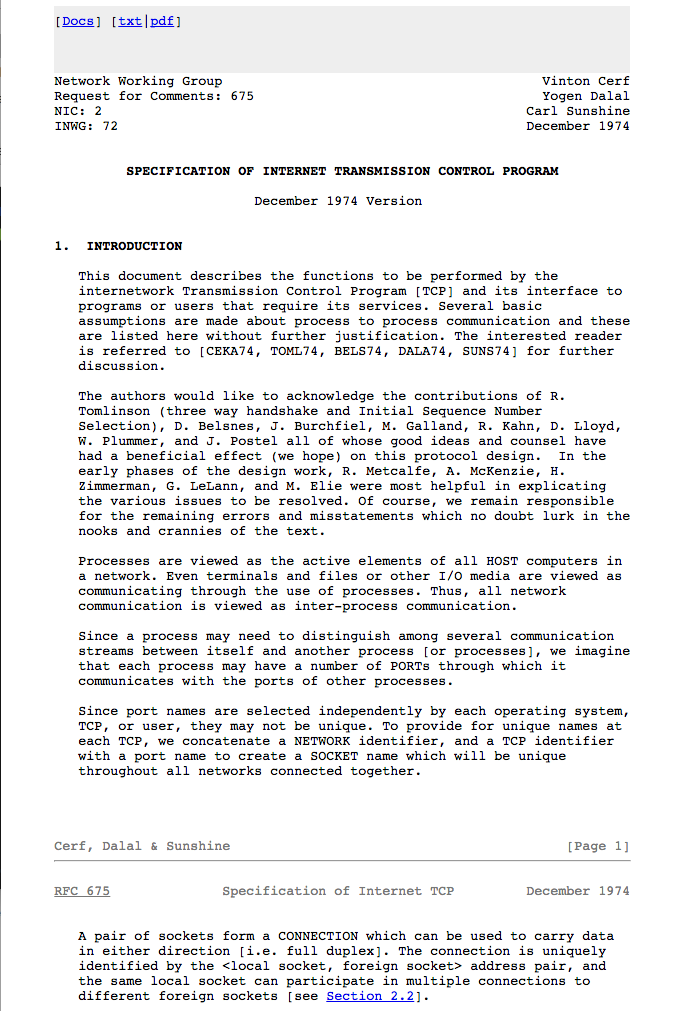 [Docs] [txt|pdf]
Network Working Group Vinton Cerf
Request for Comments: 675 Yogen Dalal
NIC: 2 Carl Sunshine
INWG: 72 December 1974
SPECIFICATION OF INTERNET TRANSMISSION CONTROL PROGRAM
December 1974 Version
1. INTRODUCTION
This document describes the functions to be performed by the
internetwork Transmission Control Program [TCP] and its interface to
programs or users that require its services. Several basic
assumptions are made about process to process communication and these
are listed here without further justification. The interested reader
is referred to [CEKA74, TOML74, BELS74, DALA74, SUNS74] for further
discussion.
The authors would like to acknowledge the contributions of R.
Tomlinson (three way handshake and Initial Sequence Number
Selection), D. Belsnes, J. Burchfiel, M. Galland, R. Kahn, D. Lloyd,
W. Plummer, and J. Postel all of whose good ideas and counsel have
had a beneficial effect (we hope) on this protocol design. In the
early phases of the design work, R. Metcalfe, A. McKenzie, H.
Zimmerman, G. LeLann, and M. Elie were most helpful in explicating
the various issues to be resolved. Of course, we remain responsible
for the remaining errors and misstatements which no doubt lurk in the
nooks and crannies of the text.
Processes are viewed as the active elements of all HOST computers in
a network. Even terminals and files or other I/O media are viewed as
communicating through the use of processes. Thus, all network
communication is viewed as inter-process communication.
Since a process may need to distinguish among several communication
streams between itself and another process [or processes], we imagine
that each process may have a number of PORTs through which it
communicates with the ports of other processes.
Since port names are selected independently by each operating system,
TCP, or user, they may not be unique. To provide for unique names at
each TCP, we concatenate a NETWORK identifier, and a TCP identifier
with a port name to create a SOCKET name which will be unique
throughout all networks connected together.
Cerf, Dalal & Sunshine [Page 1]
RFC 675 Specification of Internet TCP December 1974
A pair of sockets form a CONNECTION which can be used to carry data
in either direction [i.e. full duplex]. The connection is uniquely
identified by the <local socket, foreign socket> address pair, and
the same local socket can participate in multiple connections to
different foreign sockets [see Section 2.2].